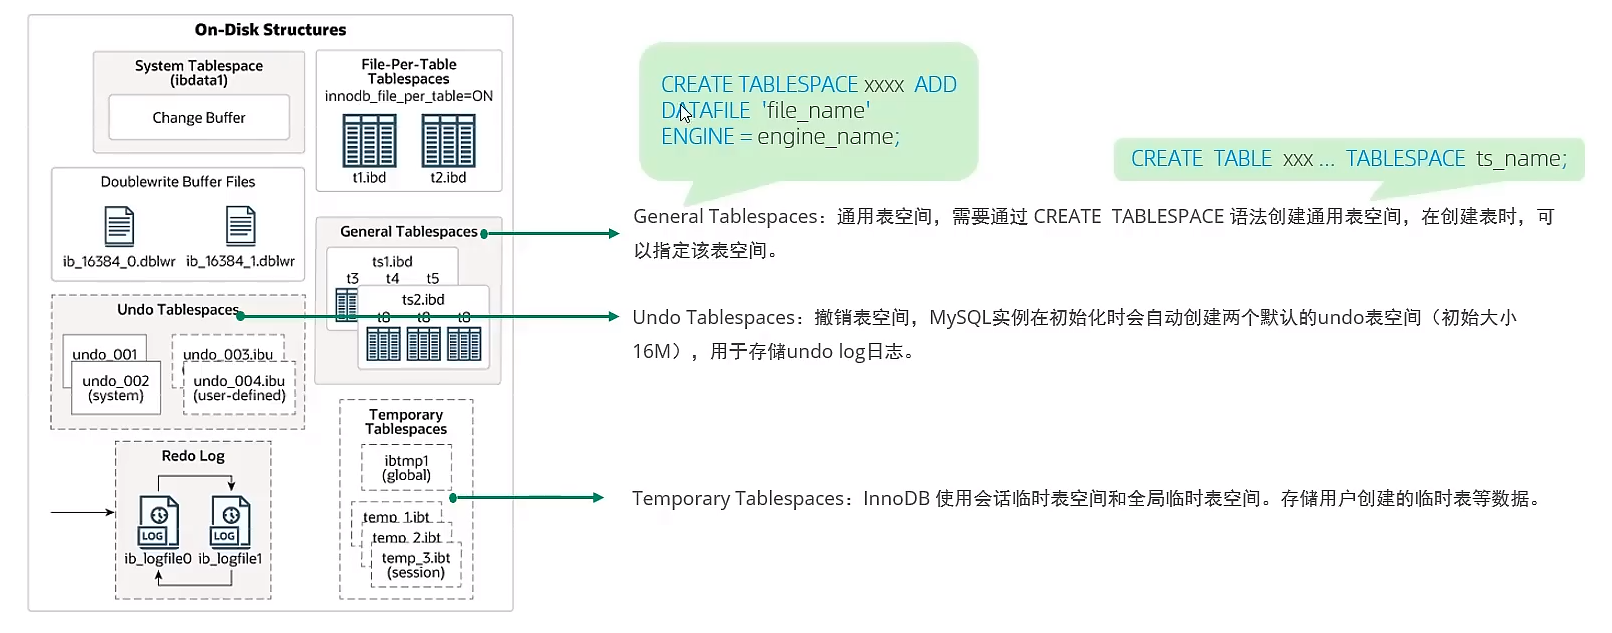 On-Disk Structures
System Tablespace
(ibdata1)
Change Buffer
File-Per-Table
Tablespaces
innodb_file_per_table=ON
t1.ibd
t2.ibd
Doublewrite Buffer Files
ib_16384_0.dblwr
ib_16384_1.dblwr
General Tablespaces
ts1.ibd
t3 t4 t5
ts2.ibd
t8 t8 t8
Undo Tablespaces
undo_001
undo_002
(system)
undo_003.ibu
undo_004.ibu
(user-defined)
Redo Log
LOG
LOG
ib_logfile0
ib_logfile1
Temporary
Tablespaces
ibtmp1
(global)
temp_1.ibt
temp_2.ibt
temp_3.ibt
(session)
CREATE TABLESPACE xxxx ADD
DATAFILE 'file_name'
ENGINE = engine_name;
CREATE TABLE xxx ... TABLESPACE ts_name;
General Tablespaces：通用表空间，需要通过 CREATE TABLESPACE 语法创建通用表空间，在创建表时，可
以指定该表空间。
Undo Tablespaces：撤销表空间，MySQL实例在初始化时会自动创建两个默认的undo表空间（初始大小
16M），用于存储undo log日志。
Temporary Tablespaces：InnoDB 使用会话临时表空间和全局临时表空间。存储用户创建的临时表等数据。